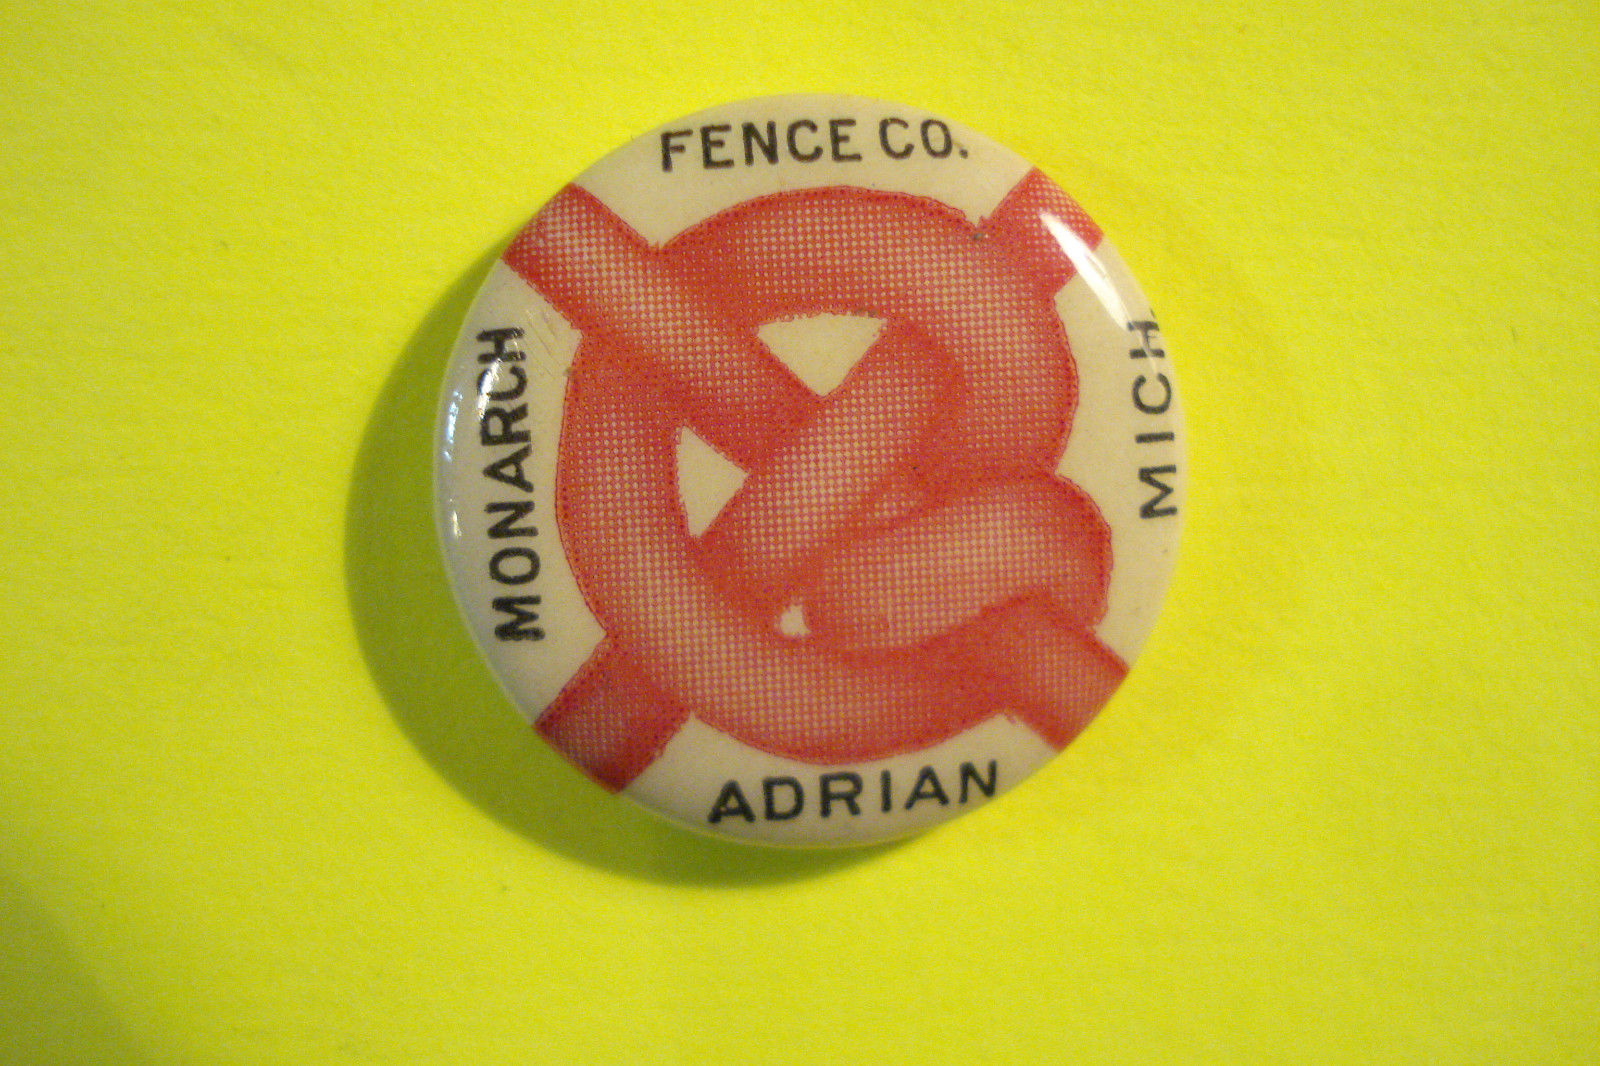 MONARCH
FENCE CO.
ADRIAN
MICH.